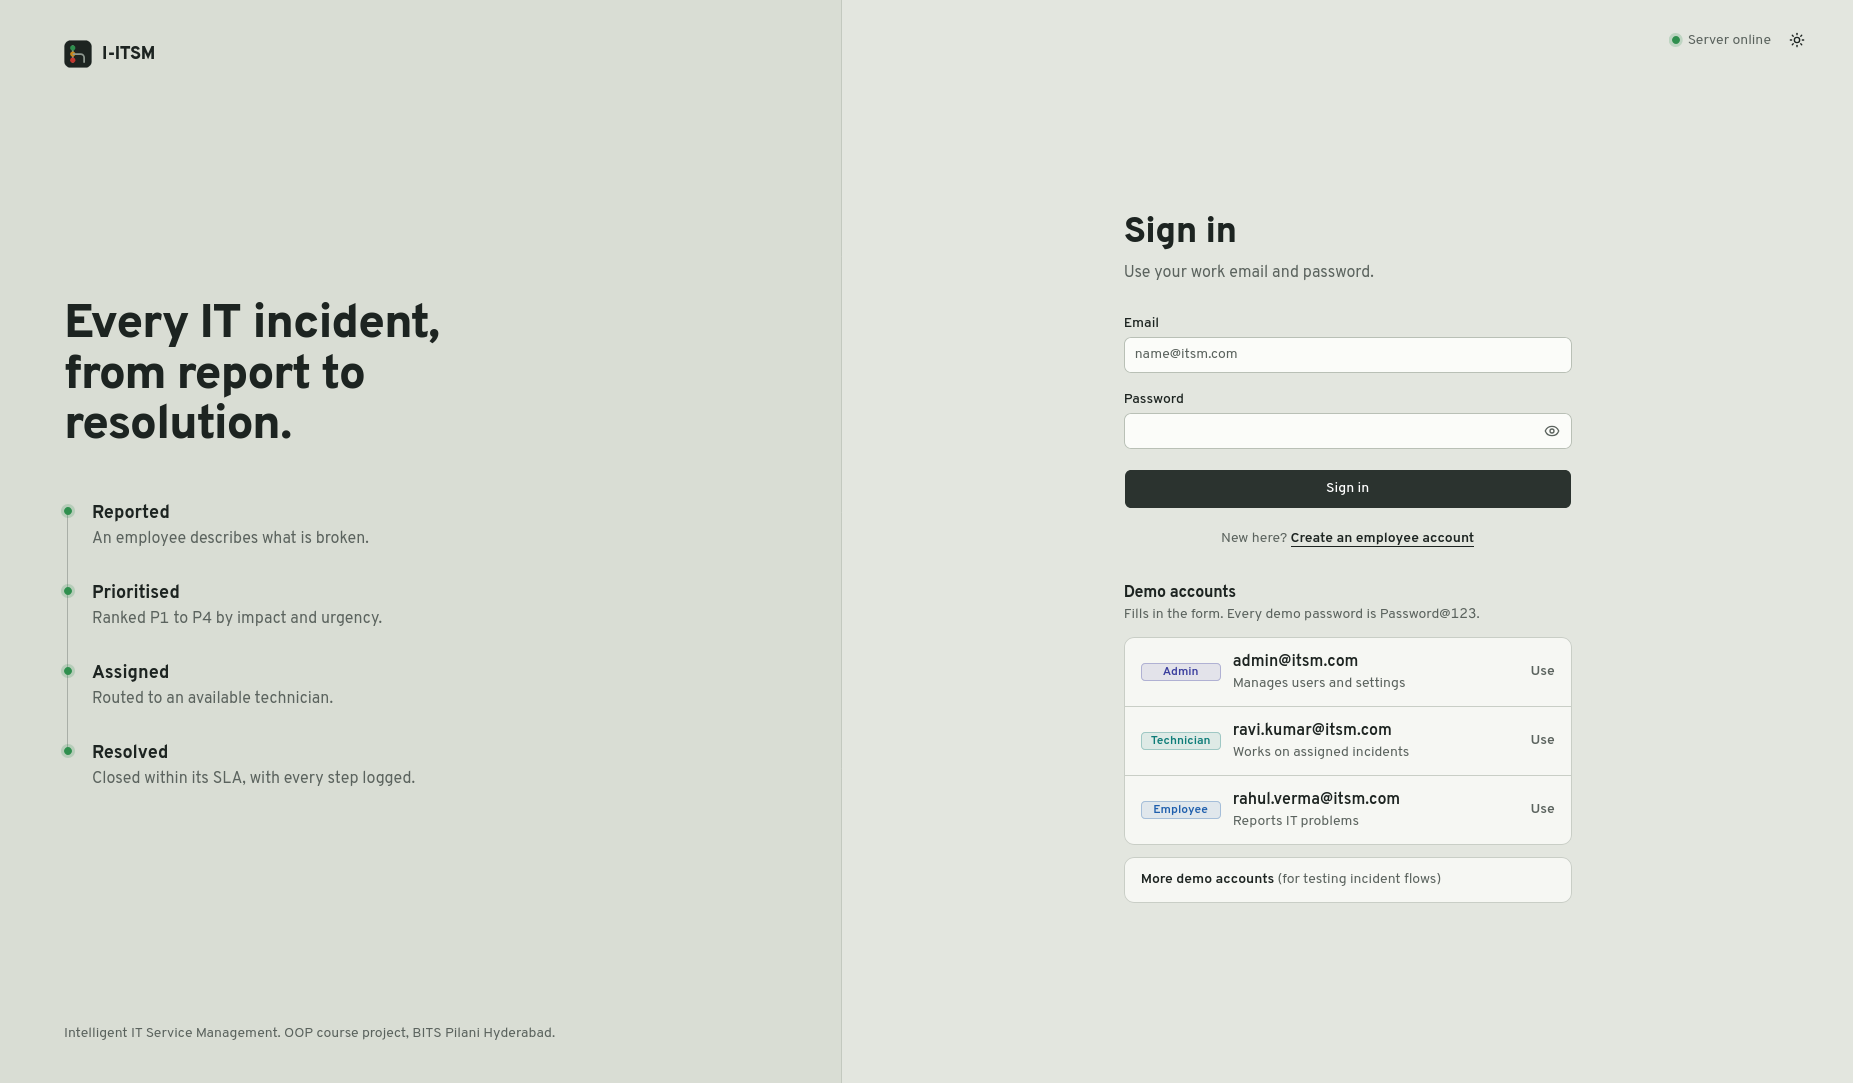 I-ITSM
Every IT incident,
from report to
resolution.
Reported
An employee describes what is broken.
Prioritised
Ranked P1 to P4 by impact and urgency.
Assigned
Routed to an available technician.
Resolved
Closed within its SLA, with every step logged.
Intelligent IT Service Management. OOP course project, BITS Pilani Hyderabad.
Server online
Sign in
Use your work email and password.
Email
name@itsm.com
Password
Sign in
New here? Create an employee account
Demo accounts
Fills in the form. Every demo password is Password@123.
Admin
admin@itsm.com
Manages users and settings
Use
Technician
ravi.kumar@itsm.com
Works on assigned incidents
Use
Employee
rahul.verma@itsm.com
Reports IT problems
Use
More demo accounts (for testing incident flows)